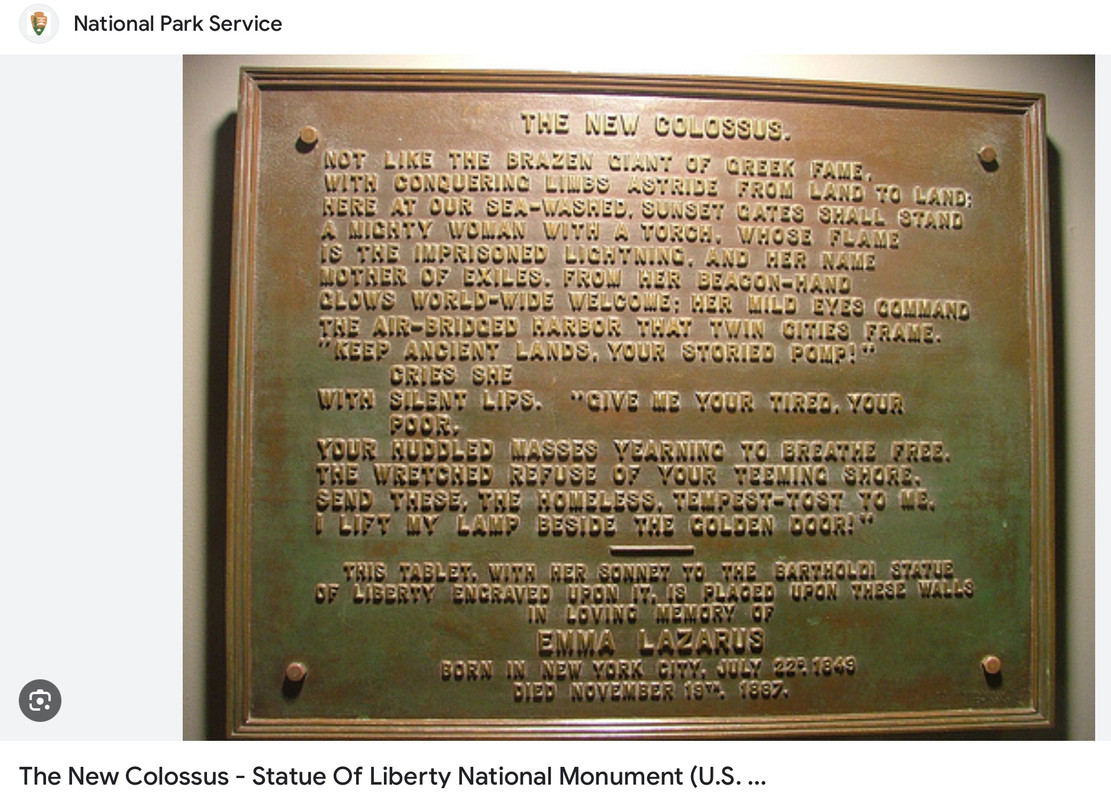 National Park Service
THE NEW COLOSSUS.
NOT LIKE THE BRAZEN GIANT OF GREEK FAME,
WITH CONQUERING LIMBS ASTRIDE FROM LAND TO LAND;
HERE AT OUR SEA-WASHED, SUNSET GATES SHALL STAND
A MIGHTY WOMAN WITH A TORCH, WHOSE FLAME
IS THE IMPRISONED LIGHTNING, AND HER NAME
MOTHER OF EXILES. FROM HER BEACON-HAND
GLOWS WORLD-WIDE WELCOME; HER MILD EYES COMMAND
THE AIR-BRIDGED HARBOR THAT TWIN CITIES FRAME.
"KEEP ANCIENT LANDS, YOUR STORIED POMP!"
CRIES SHE
WITH SILENT LIPS. "GIVE ME YOUR TIRED, YOUR
POOR,
YOUR HUDDLED MASSES YEARNING TO BREATHE FREE,
THE WRETCHED REFUSE OF YOUR TEEMING SHORE.
SEND THESE, THE HOMELESS, TEMPEST-TOST TO ME,
I LIFT MY LAMP BESIDE THE GOLDEN DOOR!"
THIS TABLET, WITH HER SONNET TO THE BARTHOLDI STATUE
OF LIBERTY ENGRAVED UPON IT, IS PLACED UPON THESE WALLS
IN LOVING MEMORY OF
EMMA LAZARUS
BORN IN NEW YORK CITY, JULY 22D, 1849
DIED NOVEMBER 19TH, 1887.
The New Colossus - Statue Of Liberty National Monument (U.S. ...